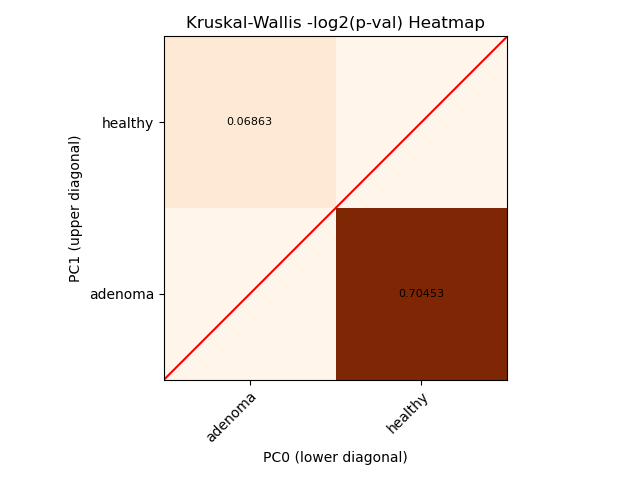 Kruskal-Wallis -log2(p-val) Heatmap
healthy
0.06863
PC1 (upper diagonal)
adenoma
0.70453
adenoma
healthy
PC0 (lower diagonal)